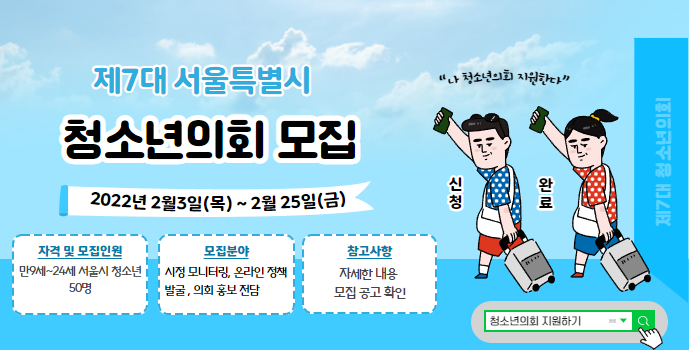 제7대 서울특별시
청소년의회 모집
2022년 2월3일(목) ~ 2월 25일(금)
자격 및 모집인원
만9세~24세 서울시 청소년
50명
모집분야
시정 모니터링, 온라인 정책
발굴 , 의회 홍보 전담
참고사항
자세한 내용
모집 공고 확인
“나 청소년의회 지원한다”
신청
완료
제7대 청소년의회
청소년의회 지원하기